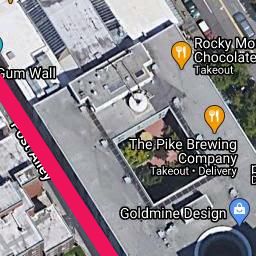 Rocky Mo
Chocolate
Takeout
Gum Wall
Post Alley
The Pike Brewing
Company
Takeout • Delivery
Goldmine Design